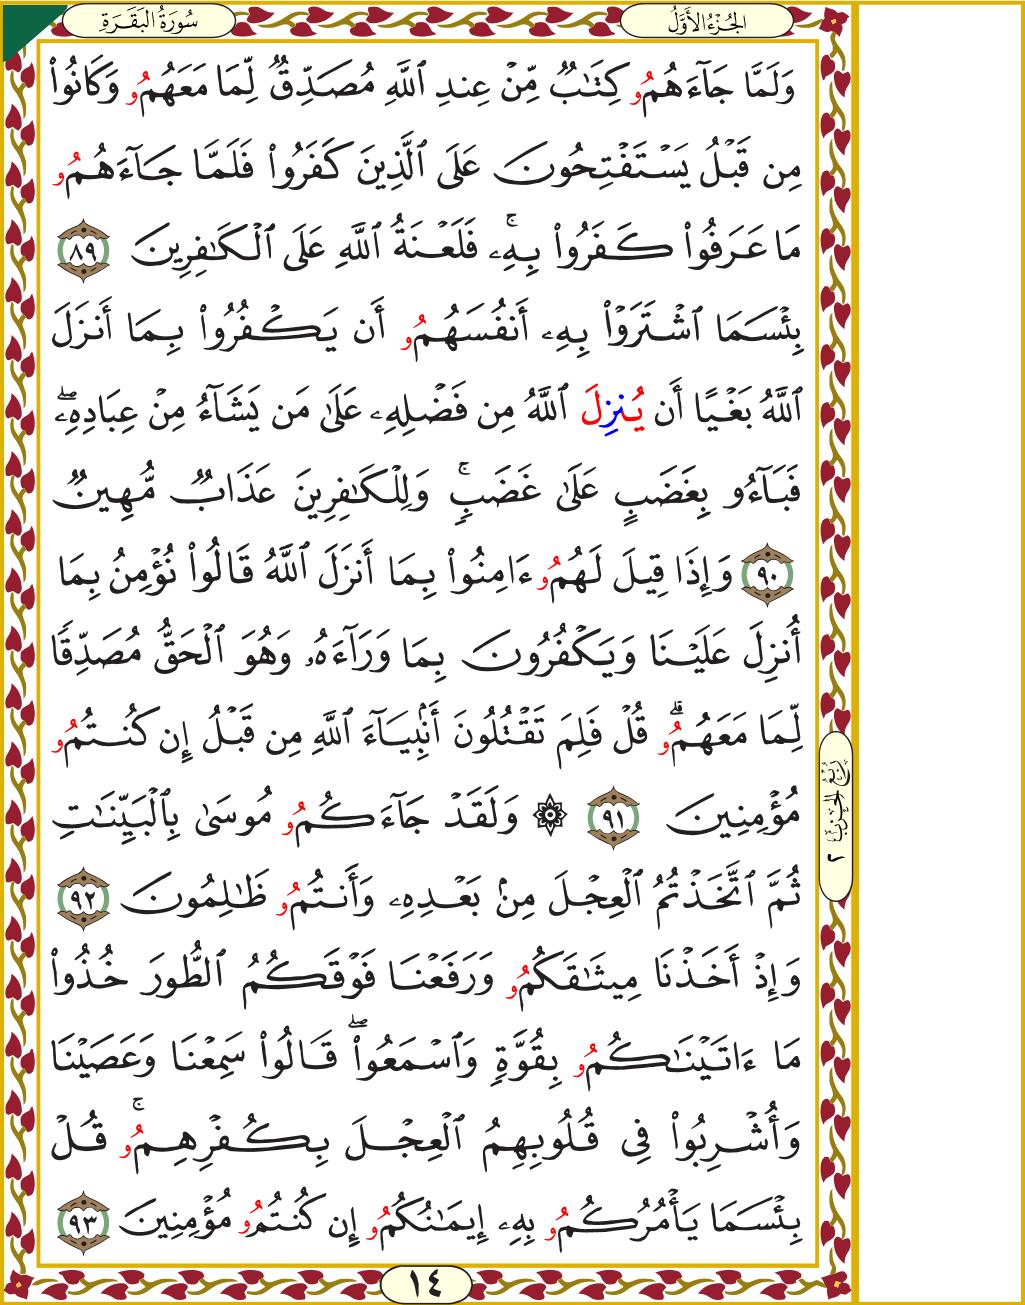 سُورَةُ البَقَرَةِ
الجُزْءُ الأَوَّلُ
وَلَمَّا جَآءَهُمُۥ كِتَٰبٌ مِّنْ عِندِ ٱللَّهِ مُصَدِّقٌ لِّمَا مَعَهُمُۥ وَكَانُوا۟
مِن قَبْلُ يَسْتَفْتِحُونَ عَلَى ٱلَّذِينَ كَفَرُوا۟ فَلَمَّا جَآءَهُمُۥ
مَا عَرَفُوا۟ كَفَرُوا۟ بِهِۦۚ فَلَعْنَةُ ٱللَّهِ عَلَى ٱلْكَٰفِرِينَ ٨٩
بِئْسَمَا ٱشْتَرَوْا۟ بِهِۦ أَنفُسَهُمُۥ أَن يَكْفُرُوا۟ بِمَا أَنزَلَ
ٱللَّهُ بَغْيًا أَن يُنزِلَ ٱللَّهُ مِن فَضْلِهِۦ عَلَىٰ مَن يَشَآءُ مِنْ عِبَادِهِۦۖ
فَبَآءُو بِغَضَبٍ عَلَىٰ غَضَبٍۚ وَلِلْكَٰفِرِينَ عَذَابٌ مُّهِينٌ
٩٠ وَإِذَا قِيلَ لَهُمُۥ ءَامِنُوا۟ بِمَا أَنزَلَ ٱللَّهُ قَالُوا۟ نُؤْمِنُ بِمَا
أُنزِلَ عَلَيْنَا وَيَكْفُرُونَ بِمَا وَرَآءَهُۥ وَهُوَ ٱلْحَقُّ مُصَدِّقًا
لِّمَا مَعَهُمُۥۗ قُلْ فَلِمَ تَقْتُلُونَ أَنۢبِيَآءَ ٱللَّهِ مِن قَبْلُ إِن كُنتُمُۥ
مُؤْمِنِينَ ٩١ ۞ وَلَقَدْ جَآءَكُمُۥ مُوسَىٰ بِٱلْبَيِّنَٰتِ
ثُمَّ ٱتَّخَذْتُمُ ٱلْعِجْلَ مِنۢ بَعْدِهِۦ وَأَنتُمُۥ ظَٰلِمُونَ ٩٢
وَإِذْ أَخَذْنَا مِيثَٰقَكُمُۥ وَرَفَعْنَا فَوْقَكُمُ ٱلطُّورَ خُذُوا۟
مَا ءَاتَيْنَٰكُمُۥ بِقُوَّةٍ وَٱسْمَعُوا۟ۖ قَالُوا۟ سَمِعْنَا وَعَصَيْنَا
وَأُشْرِبُوا۟ فِى قُلُوبِهِمُ ٱلْعِجْلَ بِكُفْرِهِمُۥۚ قُلْ
بِئْسَمَا يَأْمُرُكُمُۥ بِهِۦ إِيمَٰنُكُمُۥ إِن كُنتُمُۥ مُؤْمِنِينَ ٩٣
رُبْعُ الحِزْبِ ٢
١٤